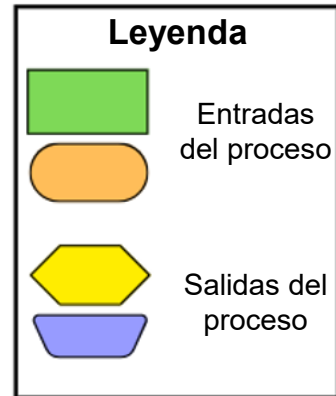 Leyenda
Entradas
del proceso
Salidas del
proceso